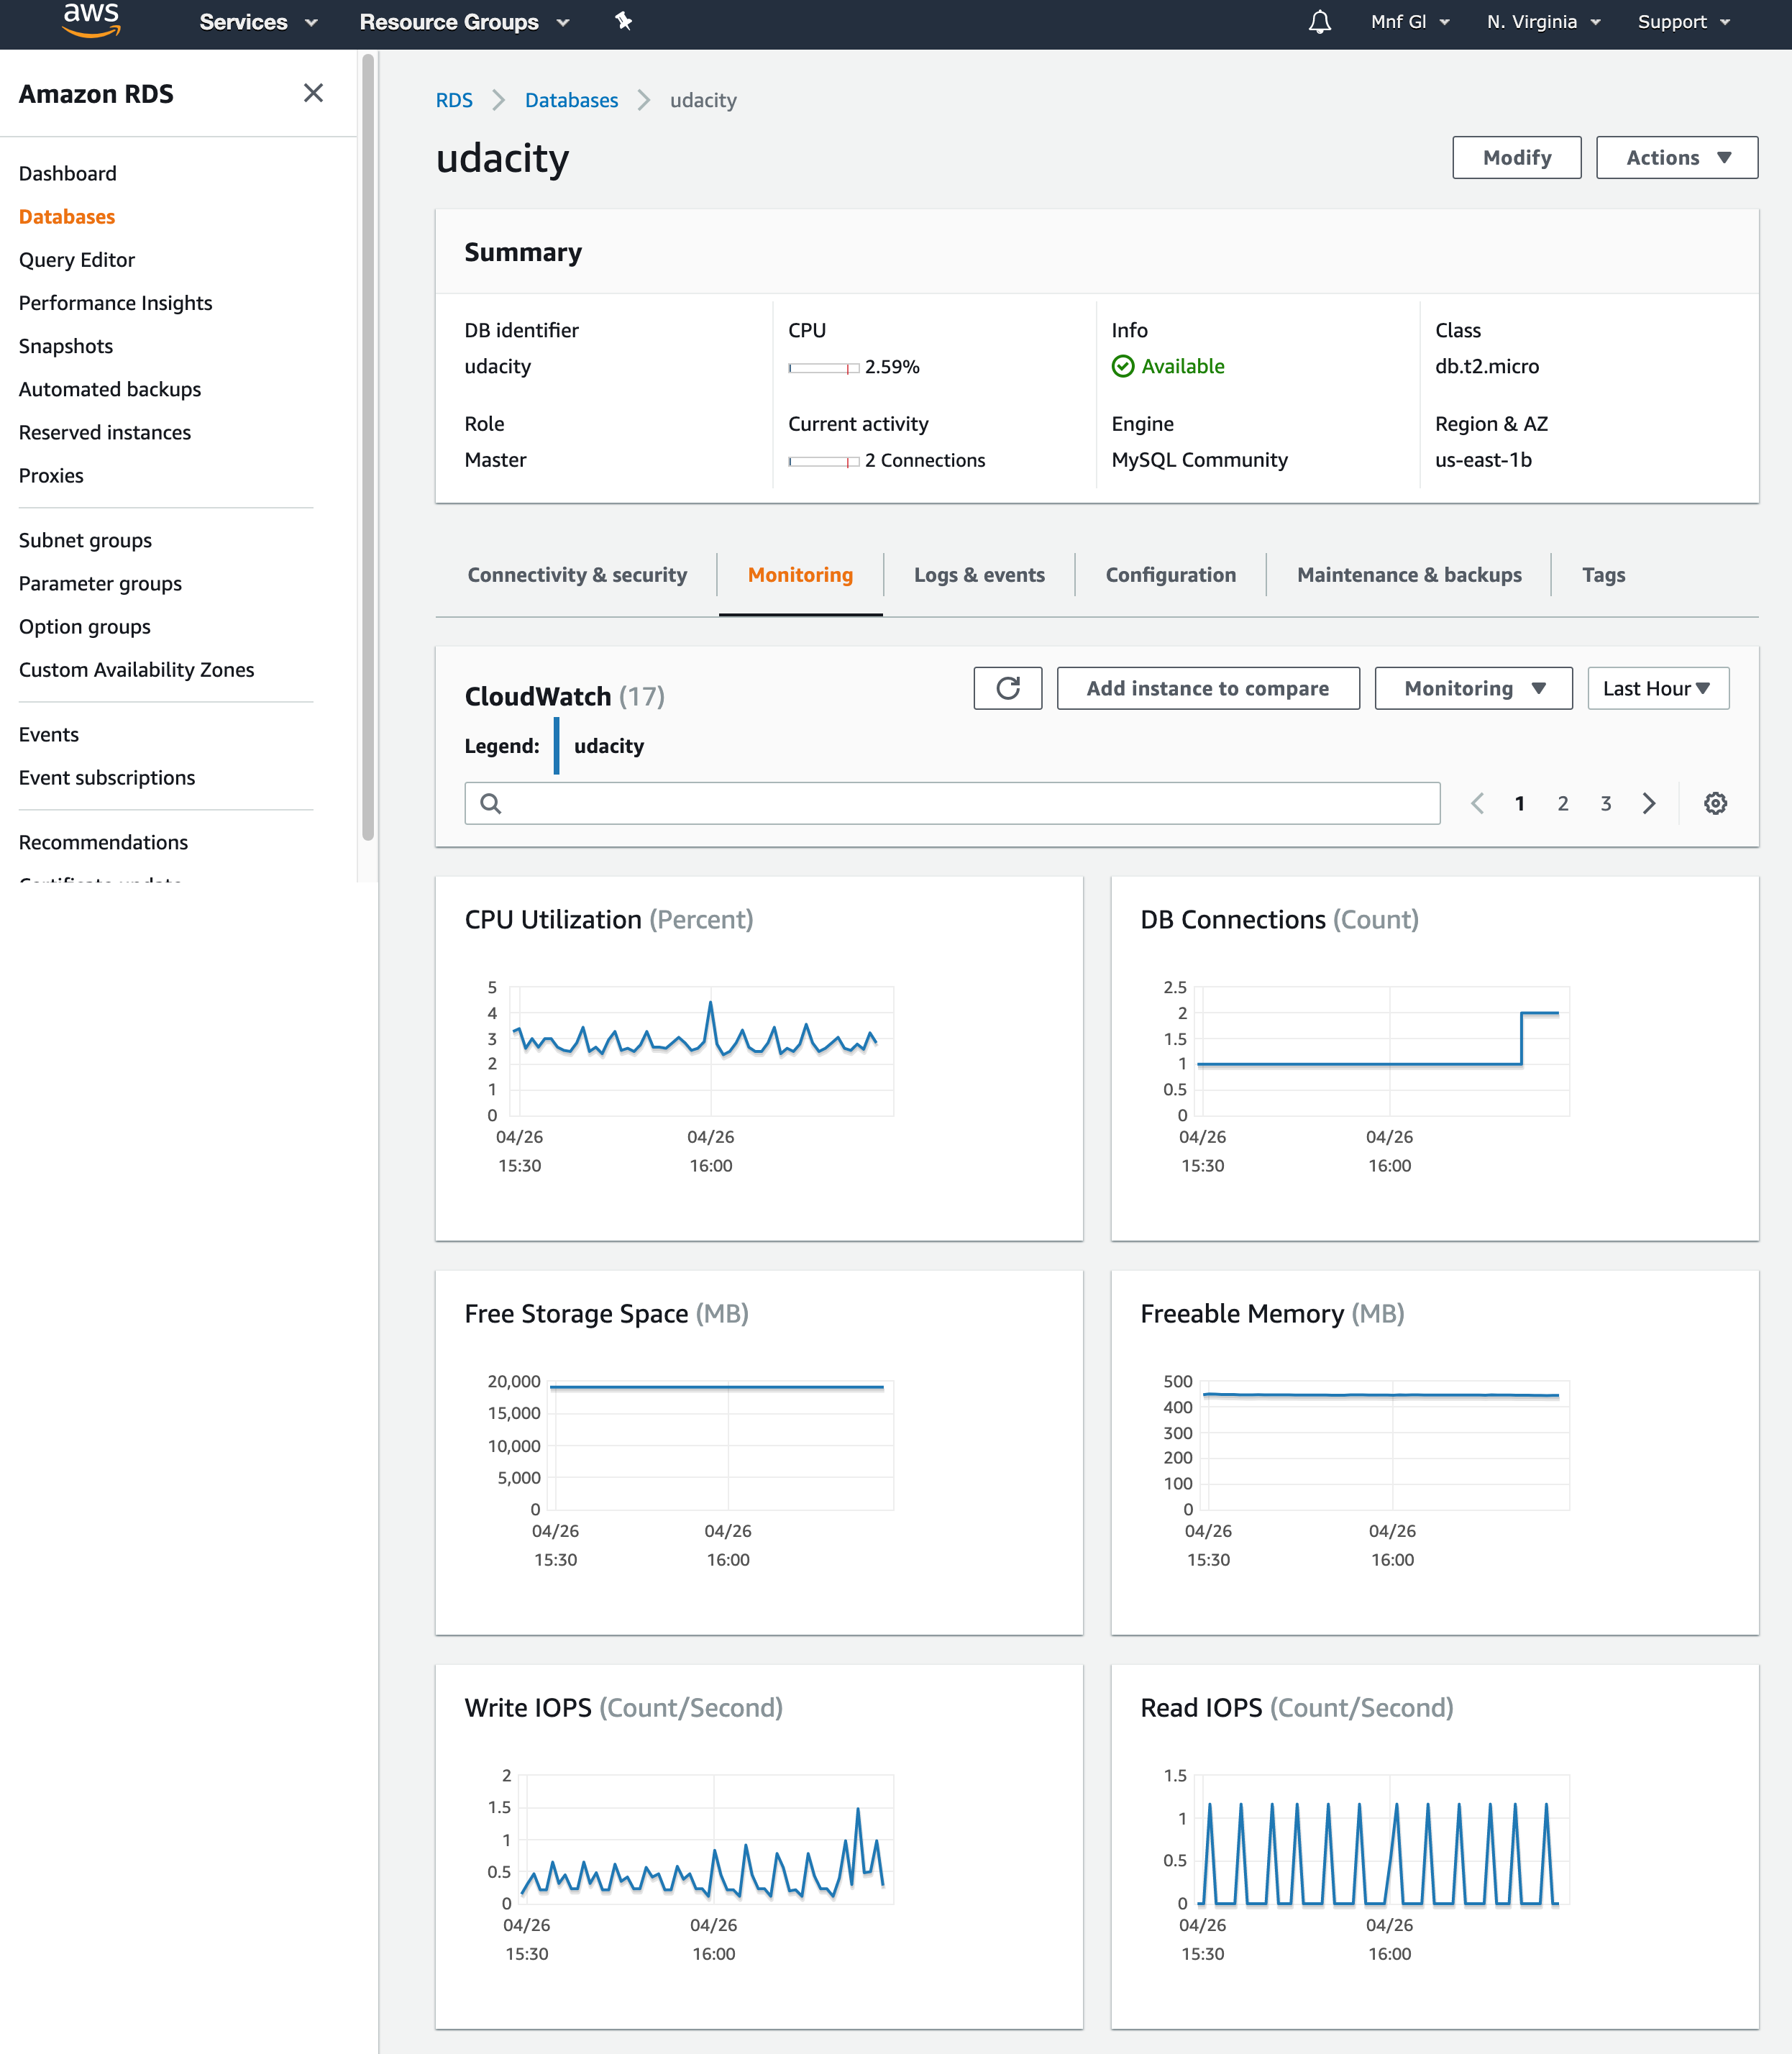 aws Services Resource Groups Mnf Gl N. Virginia Support
Amazon RDS
Dashboard
Databases
Query Editor
Performance Insights
Snapshots
Automated backups
Reserved instances
Proxies
Subnet groups
Parameter groups
Option groups
Custom Availability Zones
Events
Event subscriptions
Recommendations
RDS Databases udacity
udacity
Modify Actions
Summary
DB identifier CPU Info Class
udacity 2.59% Available db.t2.micro
Role Current activity Engine Region & AZ
Master 2 Connections MySQL Community us-east-1b
Connectivity & security Monitoring Logs & events Configuration Maintenance & backups Tags
CloudWatch (17) Add instance to compare Monitoring Last Hour
Legend: udacity
1 2 3
CPU Utilization (Percent)
5
4
3
2
1
0
04/26 04/26
15:30 16:00
DB Connections (Count)
2.5
2
1.5
1
0.5
0
04/26 04/26
15:30 16:00
Free Storage Space (MB)
20,000
15,000
10,000
5,000
0
04/26 04/26
15:30 16:00
Freeable Memory (MB)
500
400
300
200
100
0
04/26 04/26
15:30 16:00
Write IOPS (Count/Second)
2
1.5
1
0.5
0
04/26 04/26
15:30 16:00
Read IOPS (Count/Second)
1.5
1
0.5
0
04/26 04/26
15:30 16:00